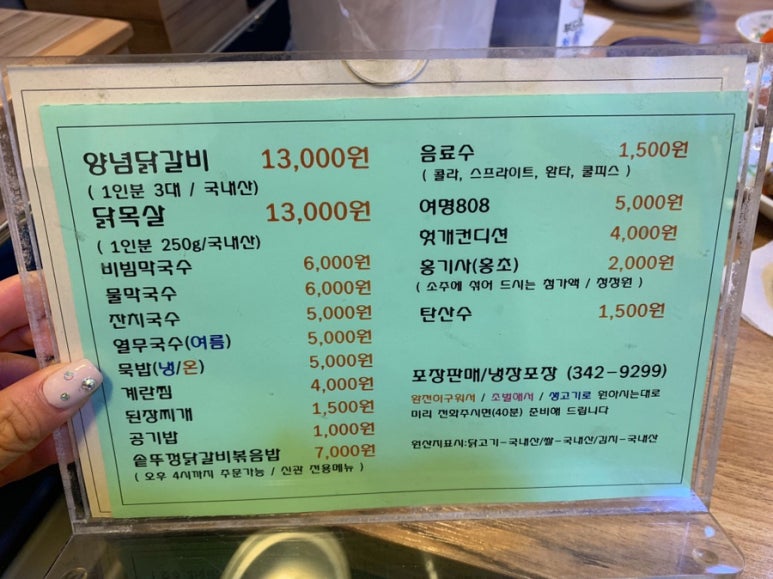 양념닭갈비 13,000원
( 1인분 3대 / 국내산)
닭목살 13,000원
( 1인분 250g/국내산)
비빔막국수 6,000원
물막국수 6,000원
잔치국수 5,000원
열무국수(여름) 5,000원
묵밥(냉/온) 5,000원
계란찜 4,000원
된장찌개 1,500원
공기밥 1,000원
솥뚜껑닭갈비볶음밥 7,000원
( 오후 4시까지 주문가능 / 신관 전용메뉴 )
음료수 1,500원
( 콜라, 스프라이트, 환타, 쿨피스 )
여명808 5,000원
헛개컨디션 4,000원
홍기사(홍초) 2,000원
( 소주에 섞어 드시는 첨가액 / 청정원 )
탄산수 1,500원
포장판매/냉장포장 (342-9299)
완전이구워서 / 초벌애서 / 생고기로 원아시는대로
미리 전화주시면(40분) 준비에 드립니다
원산지표시:닭고기-국내산/쌀-국내산/김치-국내산